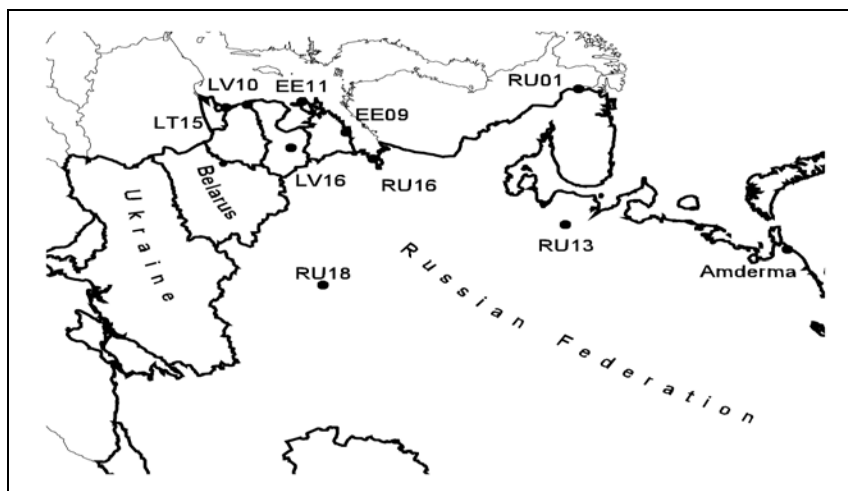 RU01
LV10
EE11
LT15
EE09
Belarus
LV16
RU16
Ukraine
RU13
Amderma
RU18
Russian Federation